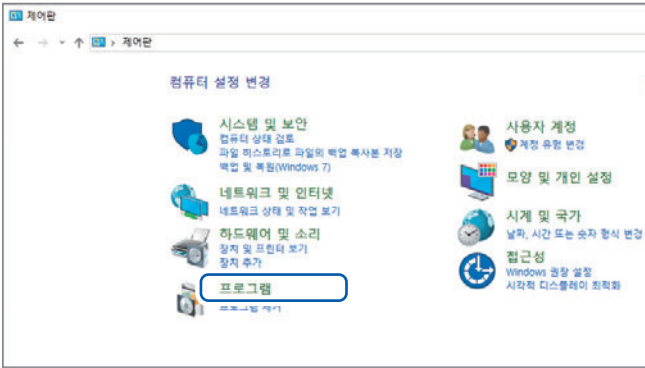 제어판
제어판
컴퓨터 설정 변경
시스템 및 보안
컴퓨터 상태 검토
파일 히스토리로 파일의 백업 복사본 저장
백업 및 복원(Windows 7)
네트워크 및 인터넷
네트워크 상태 및 작업 보기
하드웨어 및 소리
장치 및 프린터 보기
장치 추가
프로그램
프로그램 제거
사용자 계정
계정 유형 변경
모양 및 개인 설정
시계 및 국가
날짜, 시간 또는 숫자 형식 변경
접근성
Windows 권장 설정
시각적 디스플레이 최적화